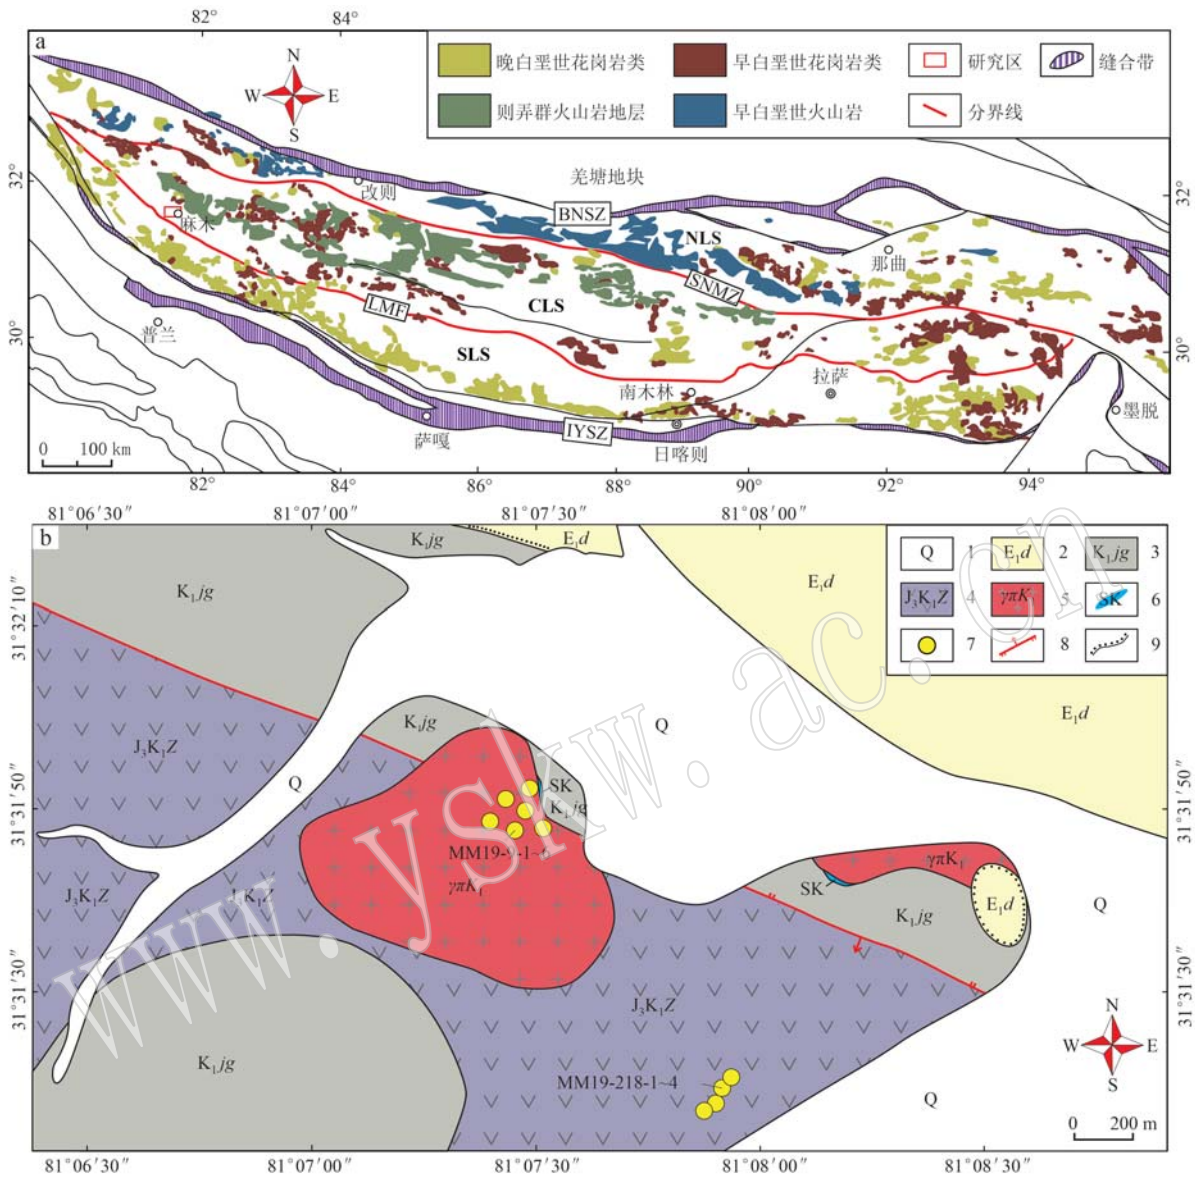 82° 84°
a
晚白垩世花岗岩类 早白垩世花岗岩类 研究区 缝合带
则弄群火山岩地层 早白垩世火山岩 分界线
N
W E
S
32° 32°
羌塘地块
改则
BNSZ
麻木
NLS
那曲
SNMZ
LMF CLS
30° 30°
普兰
SLS
拉萨
南木林
墨脱
萨嘎 IYSZ
日喀则
0 100 km
82° 84° 86° 88° 90° 92° 94°
81°06′30″ 81°07′00″ 81°07′30″ 81°08′00″
b
K₁jg E₁d
Q 1 E₁d 2 K₁jg 3
J₃K₁Z 4 γπK₁ 5 SK 6
7 8 9
K₁jg E₁d
31°32′10″
K₁jg Q E₁d
J₃K₁Z
Q
SK
K₁jg
31°31′50″ 31°31′50″
MM19-9-1~6
γπK₁
γπK₁
SK
J₃K₁Z J₃K₁Z
K₁jg E₁d Q
31°31′30″ 31°31′30″
J₃K₁Z
K₁jg
MM19-218-1~4
Q
N
W E
S
0 200 m
81°06′30″ 81°07′00″ 81°07′30″ 81°08′00″ 81°08′30″
www.yskw.ac.cn